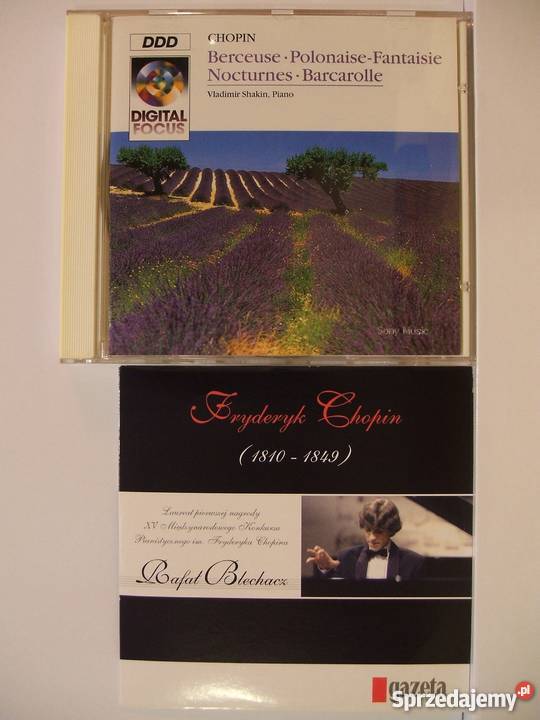 DDD
DIGITAL
FOCUS
CHOPIN
Berceuse · Polonaise-Fantaisie
Nocturnes · Barcarolle
Vladimir Shakin, Piano
Sony Music
Fryderyk Chopin
(1810 - 1849)
Laureat pierwszej nagrody
XV Międzynarodowego Konkursu
Pianistycznego im. Fryderyka Chopina
Rafał Blechacz
gazeta
Sprzedajemy.pl